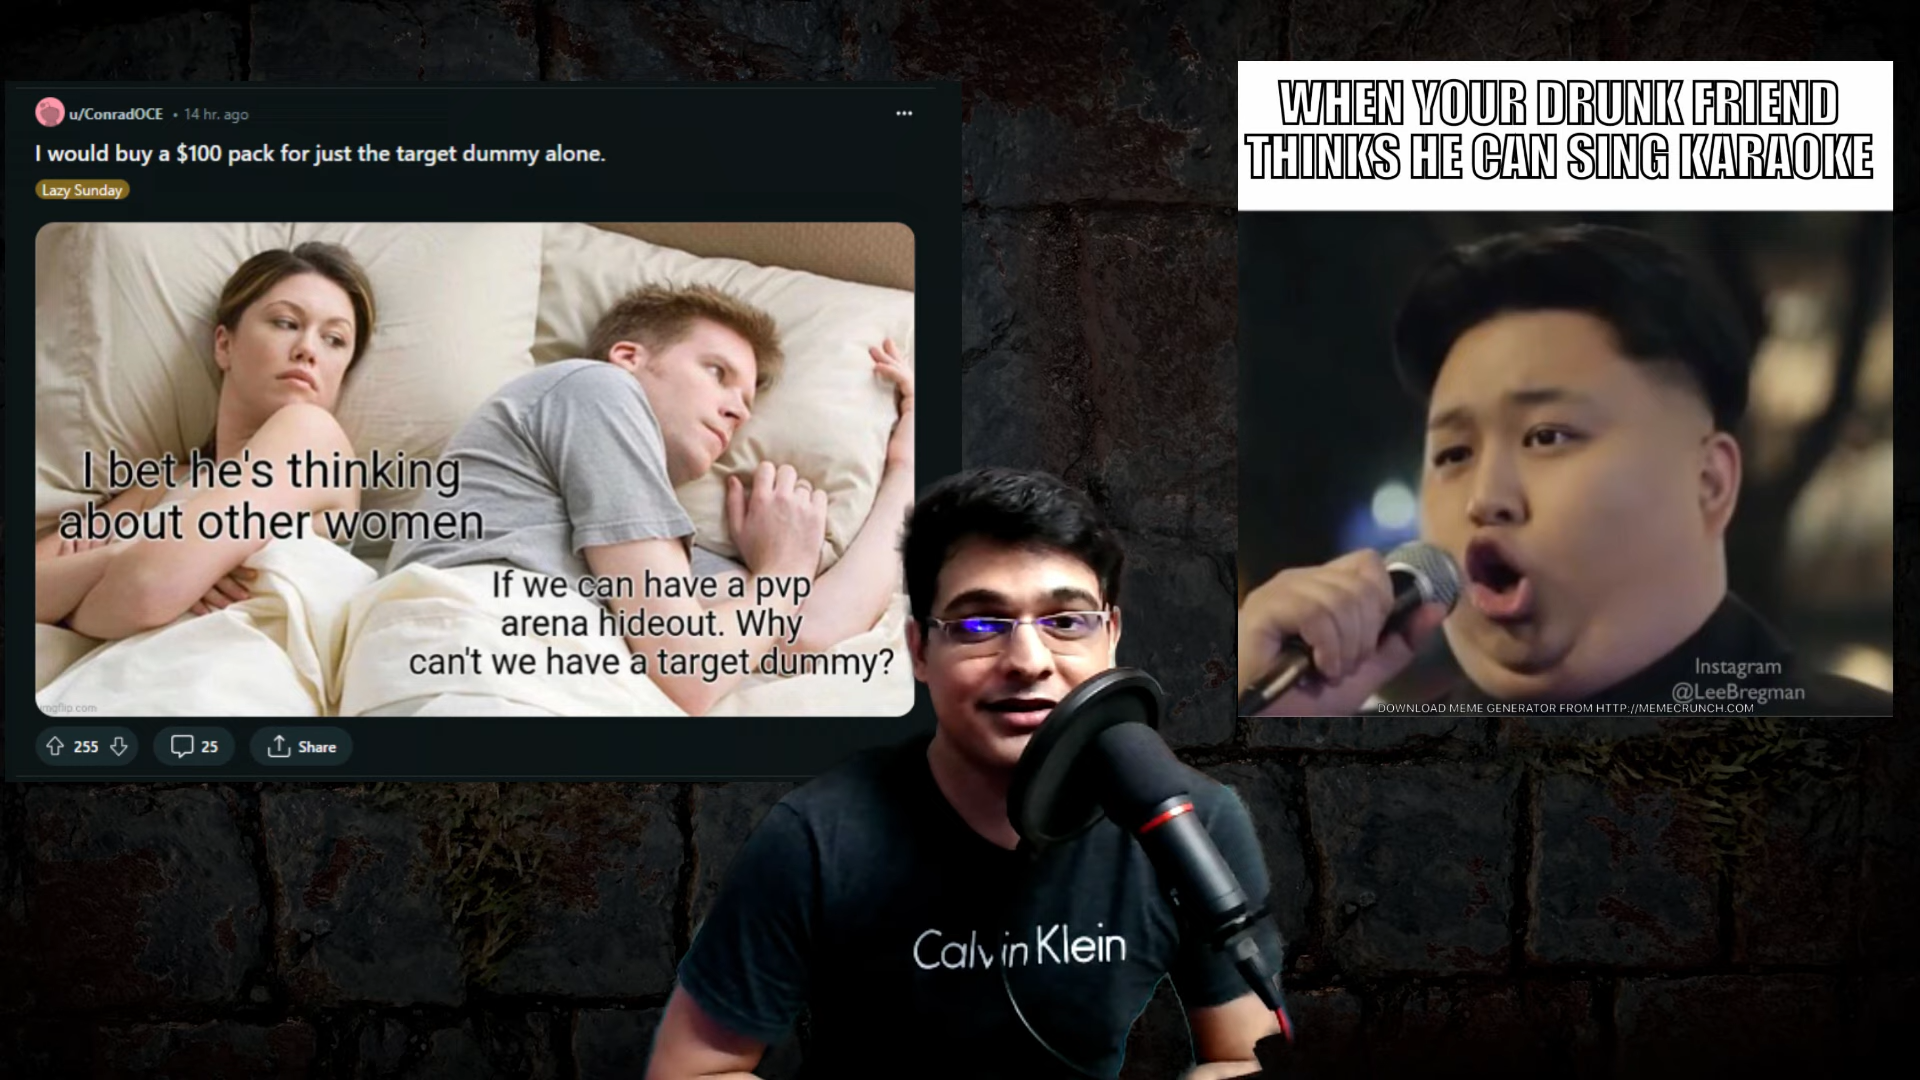 u/ConradOCE • 14 hr. ago
I would buy a $100 pack for just the target dummy alone.
Lazy Sunday
I bet he's thinking
about other women
If we can have a pvp
arena hideout. Why
can't we have a target dummy?
imgflip.com
255
25
Share
WHEN YOUR DRUNK FRIEND
THINKS HE CAN SING KARAOKE
Instagram
@LeeBregman
DOWNLOAD MEME GENERATOR FROM HTTP://MEMECRUNCH.COM
Calvin Klein